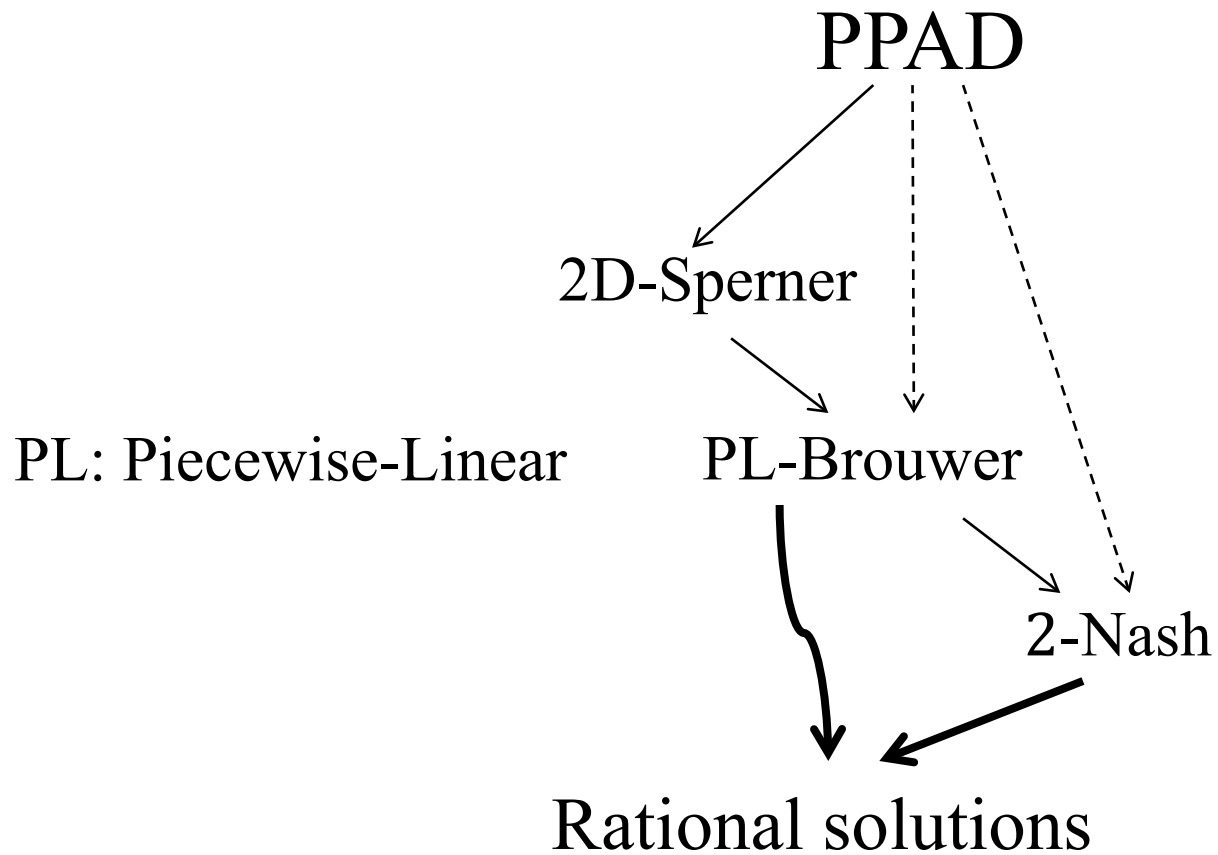 PPAD
2D-Sperner
PL: Piecewise-Linear
PL-Brouwer
2-Nash
Rational solutions